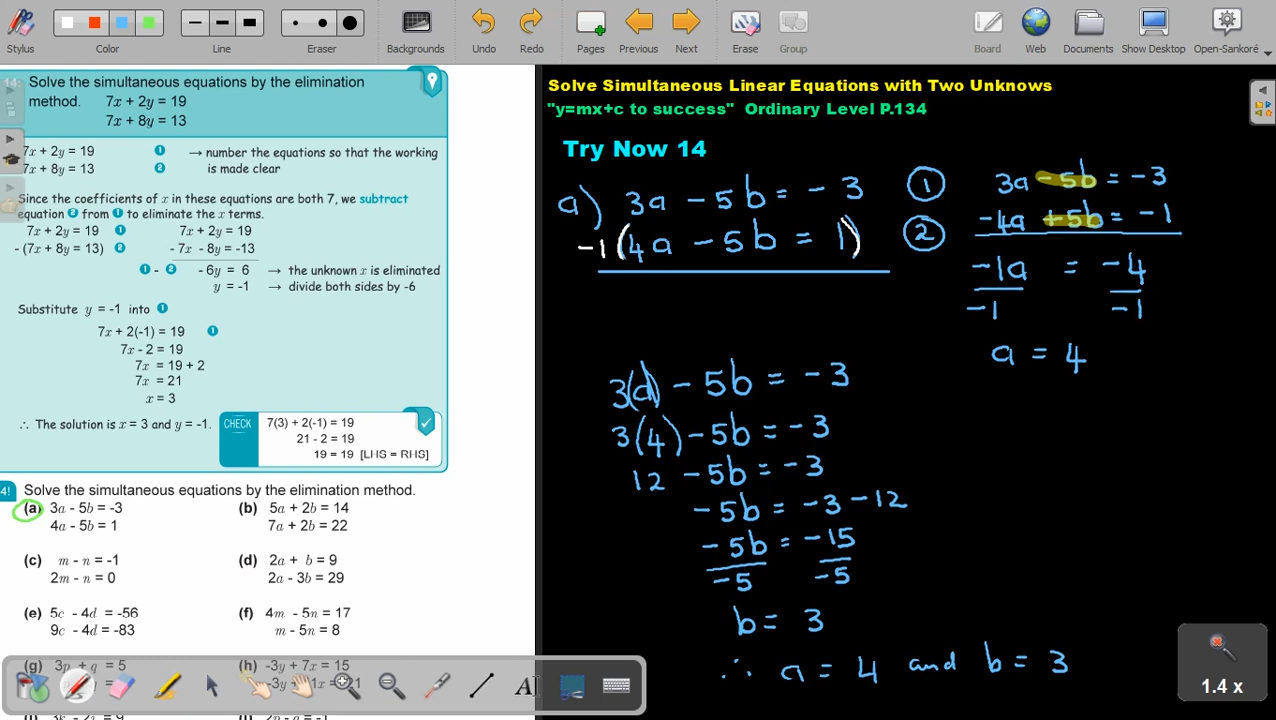 Stylus
Color
Line
Eraser
Backgrounds
Undo
Redo
Pages
Previous
Next
Erase
Group
Board
Web
Documents
Show Desktop
Open-Sankoré
Solve the simultaneous equations by the elimination
method. 7x + 2y = 19
7x + 8y = 13
7x + 2y = 19 1 → number the equations so that the working
7x + 8y = 13 2 is made clear
Since the coefficients of x in these equations are both 7, we subtract
equation 2 from 1 to eliminate the x terms.
7x + 2y = 19 1 7x + 2y = 19
- (7x + 8y = 13) 2 - 7x - 8y = -13
1 - 2 - 6y = 6 → the unknown x is eliminated
y = -1 → divide both sides by -6
Substitute y = -1 into 1
7x + 2(-1) = 19 1
7x - 2 = 19
7x = 19 + 2
7x = 21
x = 3
∴ The solution is x = 3 and y = -1.
CHECK
7(3) + 2(-1) = 19
21 - 2 = 19
19 = 19 [LHS = RHS]
4! Solve the simultaneous equations by the elimination method.
(a) 3a - 5b = -3
4a - 5b = 1
(b) 5a + 2b = 14
7a + 2b = 22
(c) m - n = -1
2m - n = 0
(d) 2a + b = 9
2a - 3b = 29
(e) 5c - 4d = -56
9c - 4d = -83
(f) 4m - 5n = 17
m - 5n = 8
(g) 3p + q = 5
(h) -3y + 7x = 15
Solve Simultaneous Linear Equations with Two Unknows
"y=mx+c to success" Ordinary Level P.134
Try Now 14
a) 3a - 5b = - 3 1
-1(4a - 5b = 1) 2
3a - 5b = -3
-4a + 5b = -1
-1a = -4
-1 -1
a = 4
3(a) - 5b = -3
3(4) - 5b = -3
12 - 5b = -3
- 5b = -3 - 12
- 5b = -15
-5 -5
b = 3
∴ a = 4 and b = 3
1.4 x